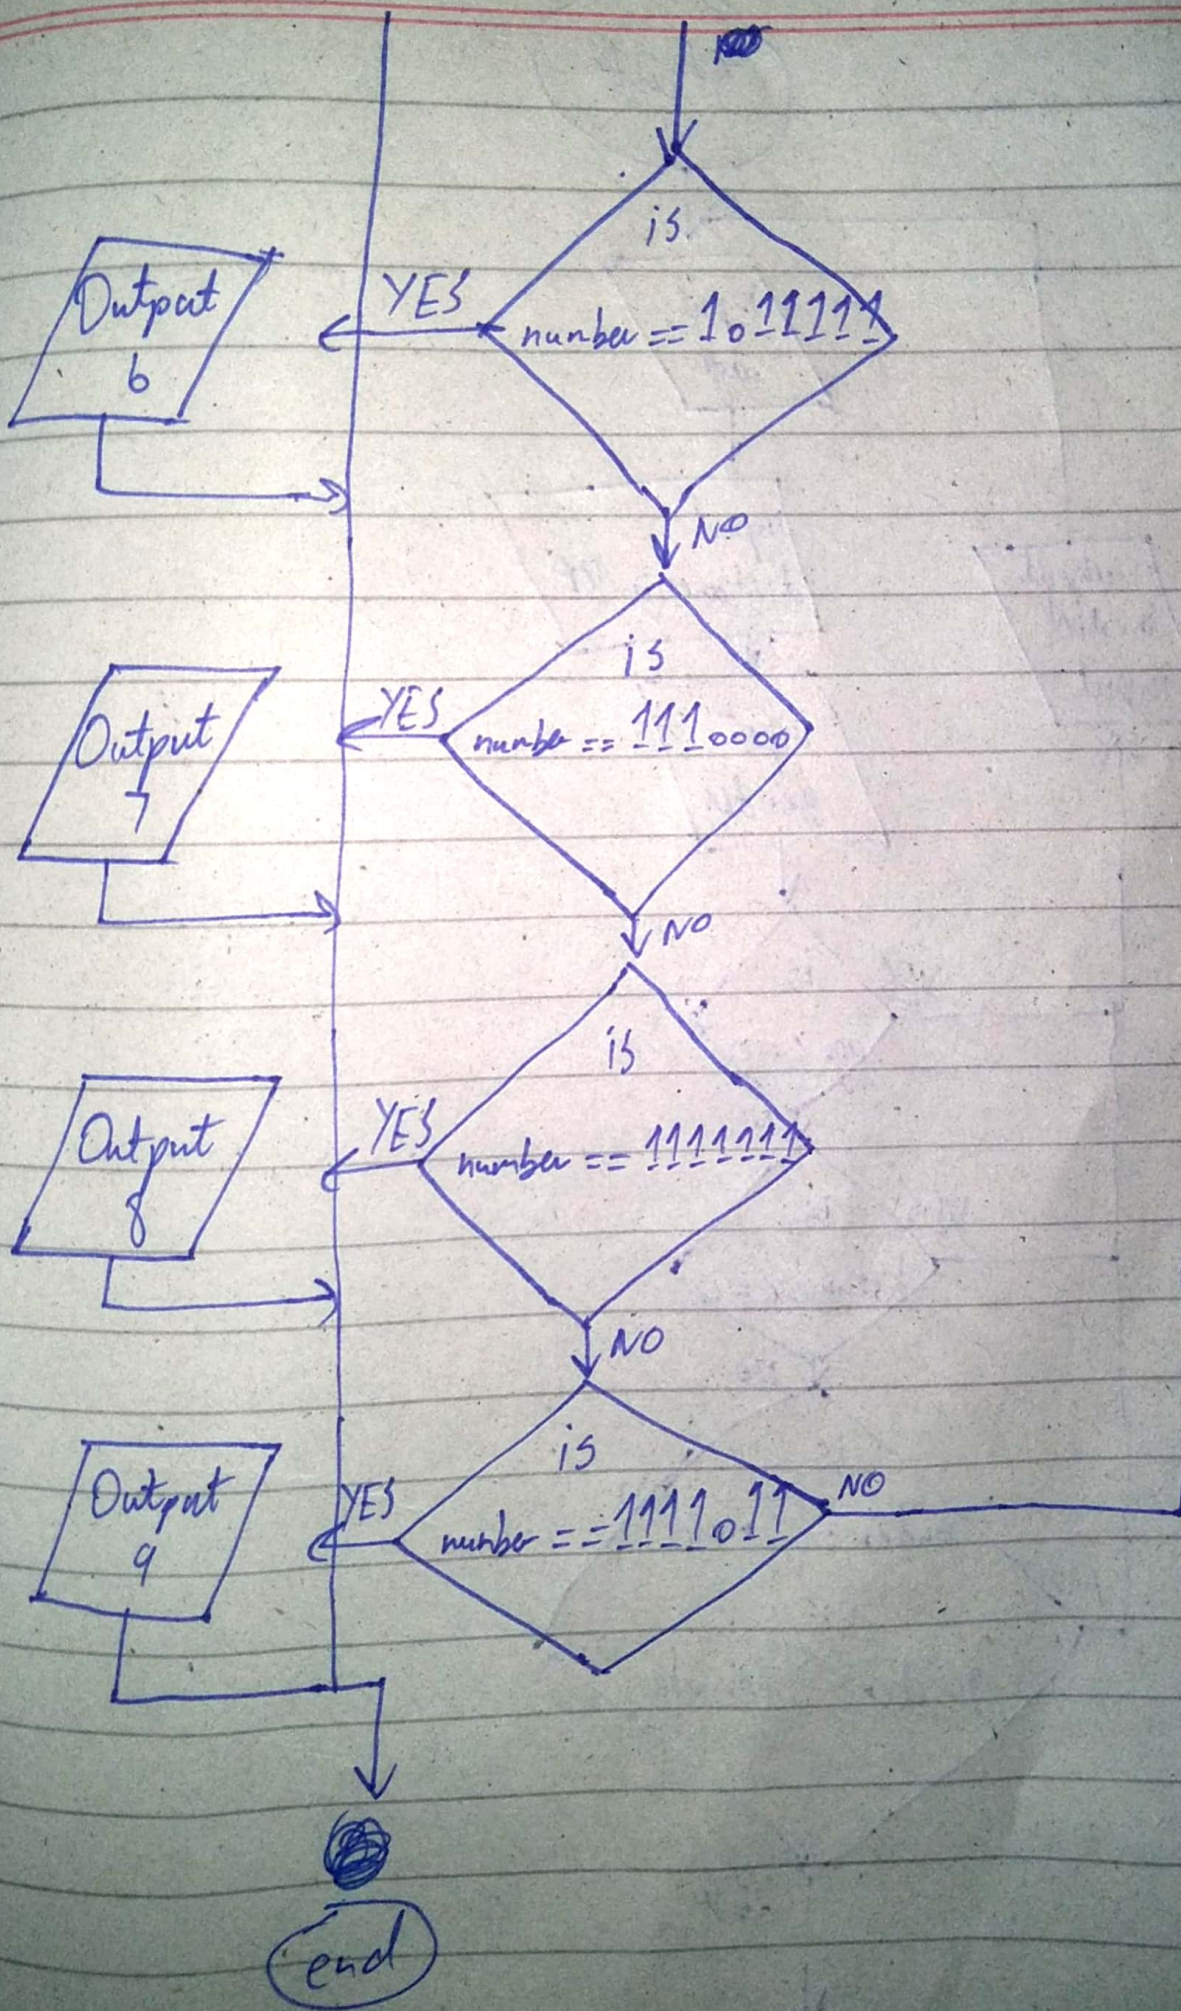 is
YES
number == 1011111
Output
6
NO
is
YES
number == 1110000
Output
7
NO
is
YES
number == 1111111
Output
8
NO
is
YES
number == 1111011
NO
Output
9
end